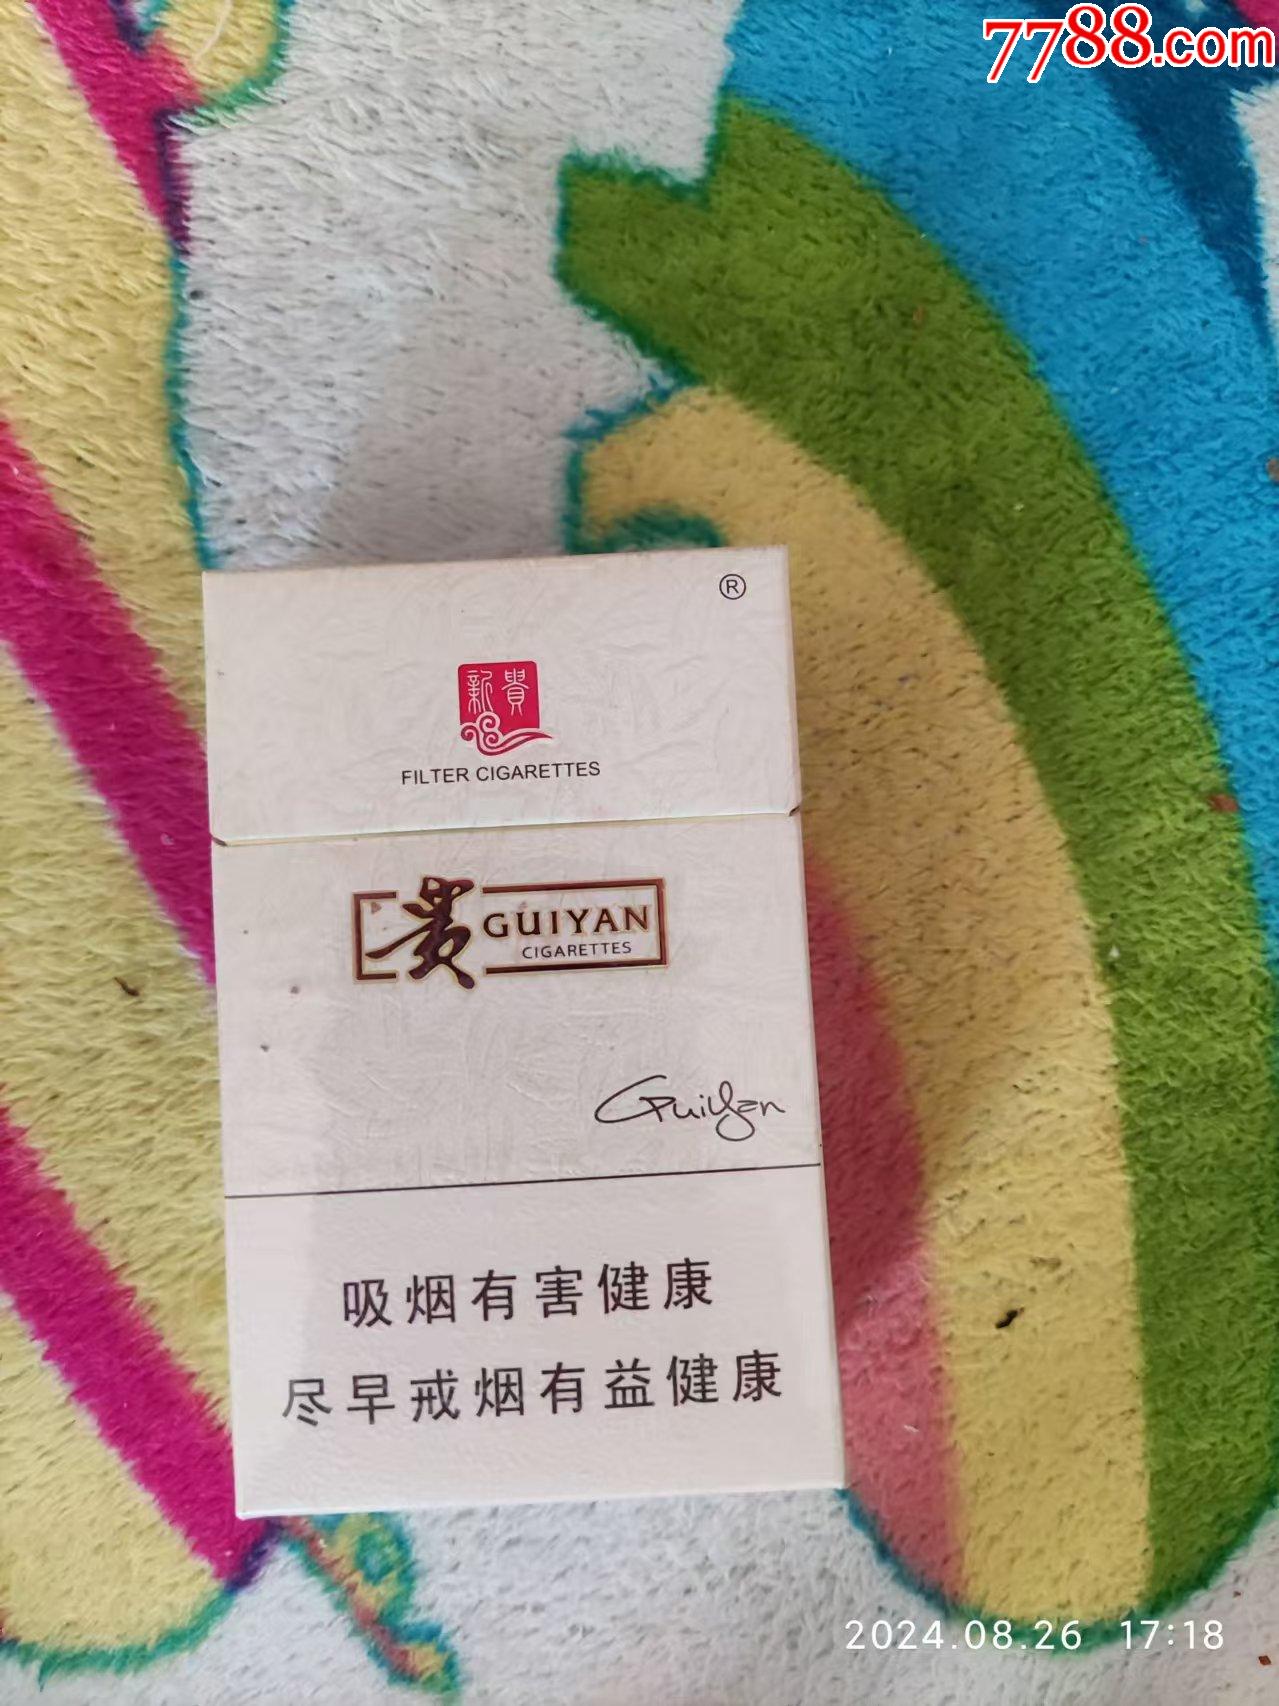 7788.com
®
新貴
FILTER CIGARETTES
贵 GUIYAN
CIGARETTES
GuiYan
吸烟有害健康
尽早戒烟有益健康
2024.08.26 17:18